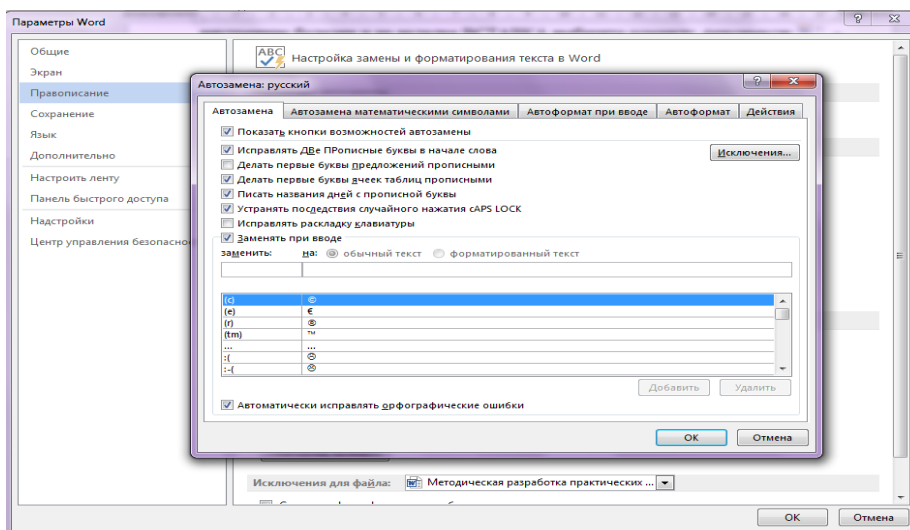 Параметры Word
Общие
Экран
Правописание
Сохранение
Язык
Дополнительно
Настроить ленту
Панель быстрого доступа
Надстройки
Центр управления безопасно
ABC Настройка замены и форматирования текста в Word
Автозамена: русский
Автозамена Автозамена математическими символами Автоформат при вводе Автоформат Действия
Показать кнопки возможностей автозамены
Исправлять ДВе ПРописные буквы в начале слова Исключения...
Делать первые буквы предложений прописными
Делать первые буквы ячеек таблиц прописными
Писать названия дней с прописной буквы
Устранять последствия случайного нажатия cAPS LOCK
Исправлять раскладку клавиатуры
Заменять при вводе
заменить: на: обычный текст форматированный текст
(c) ©
(e) €
(r) ®
(tm) ™
... ...
:( ☹
:-( ☹
Добавить Удалить
Автоматически исправлять орфографические ошибки
ОК Отмена
Исключения для файла: Методическая разработка практических ...
ОК Отмена